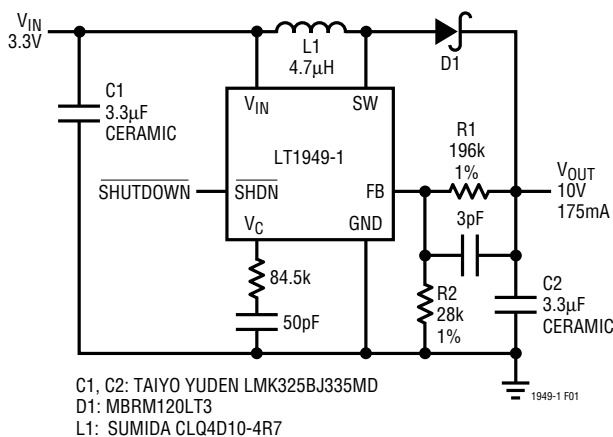 VIN
3.3V
C1
3.3µF
CERAMIC
L1
4.7µH
D1
VIN
SW
LT1949-1
SHUTDOWN
SHDN
FB
VC
GND
R1
196k
1%
VOUT
10V
175mA
3pF
84.5k
50pF
R2
28k
1%
C2
3.3µF
CERAMIC
C1, C2: TAIYO YUDEN LMK325BJ335MD
D1: MBRM120LT3
L1: SUMIDA CLQ4D10-4R7
1949-1 F01